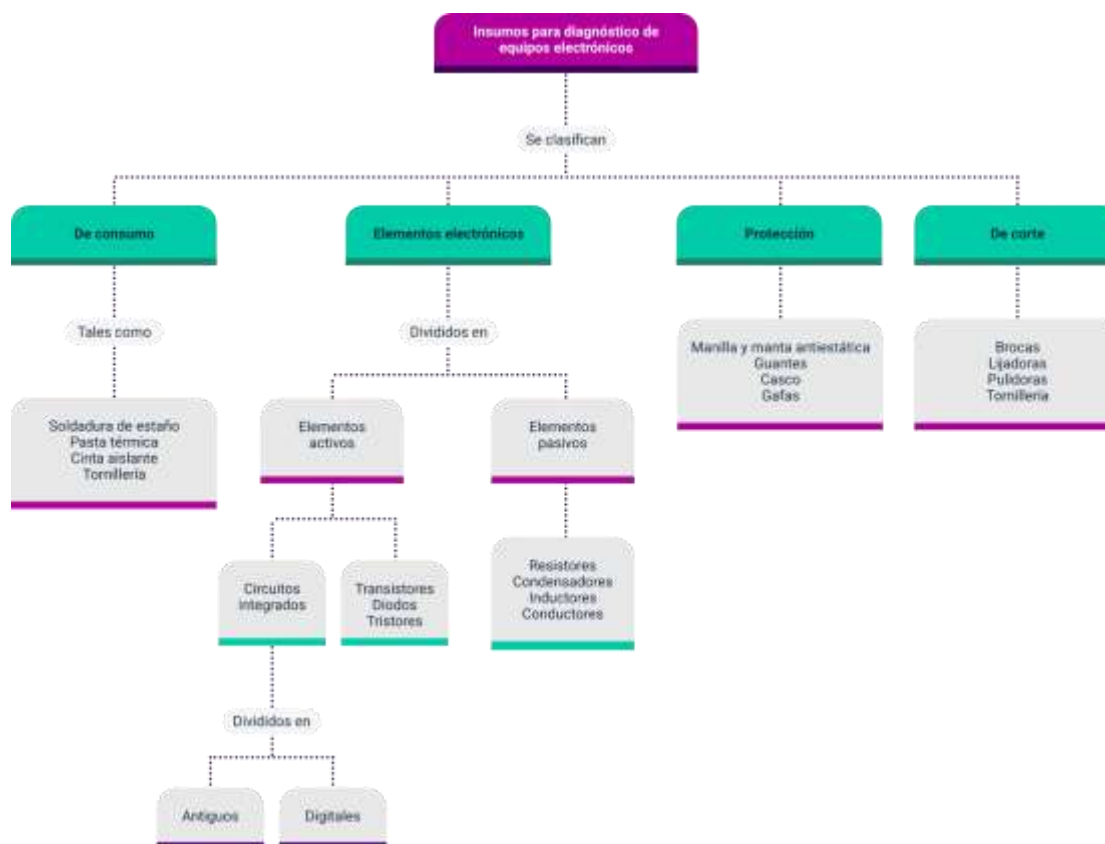 Insumos para diagnóstico de
equipos electrónicos
Se clasifican
De consumo
Elementos electrónicos
Protección
De corte
Tales como
Divididos en
Manilla y manta antiestática
Guantes
Casco
Gafas
Brocas
Lijadoras
Pulidoras
Tornillería
Soldadura de estaño
Pasta térmica
Cinta aislante
Tornillería
Elementos
activos
Elementos
pasivos
Circuitos
integrados
Transistores
Diodos
Tristores
Resistores
Condensadores
Inductores
Conductores
Divididos en
Antiguos
Digitales